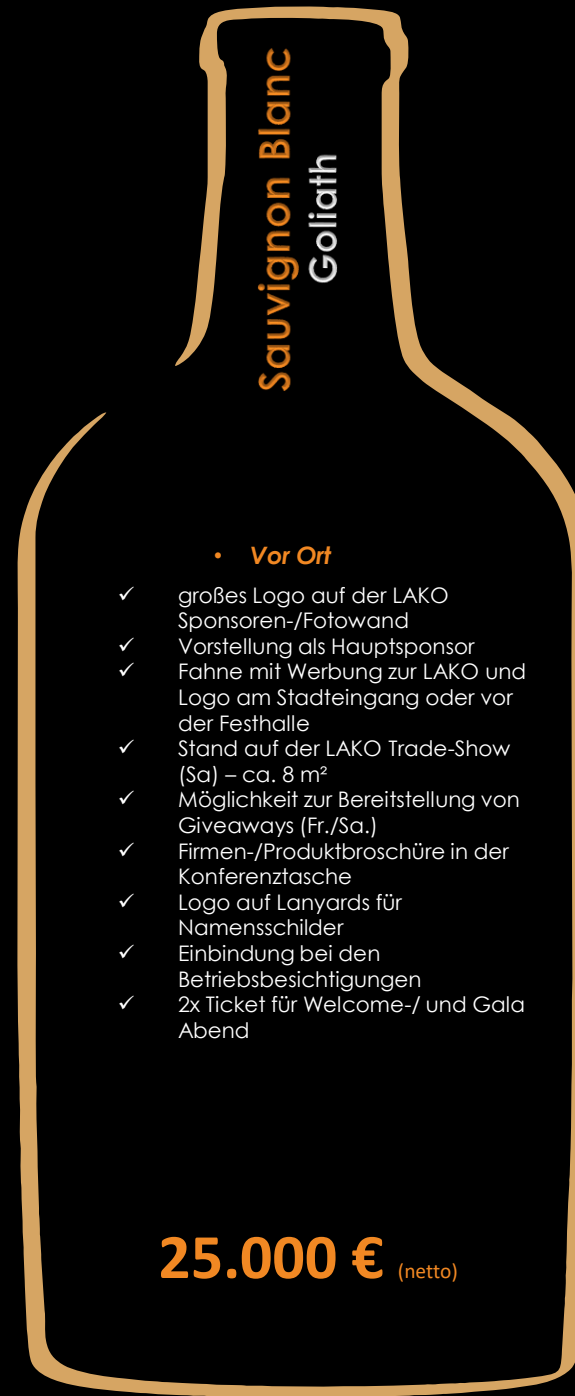 Sauvignon Blanc
Goliath
• Vor Ort
✓ großes Logo auf der LAKO
Sponsoren-/Fotowand
✓ Vorstellung als Hauptsponsor
✓ Fahne mit Werbung zur LAKO und
Logo am Stadteingang oder vor
der Festhalle
✓ Stand auf der LAKO Trade-Show
(Sa) – ca. 8 m²
✓ Möglichkeit zur Bereitstellung von
Giveaways (Fr./Sa.)
✓ Firmen-/Produktbroschüre in der
Konferenztasche
✓ Logo auf Lanyards für
Namensschilder
✓ Einbindung bei den
Betriebsbesichtigungen
✓ 2x Ticket für Welcome-/ und Gala
Abend
25.000 € (netto)